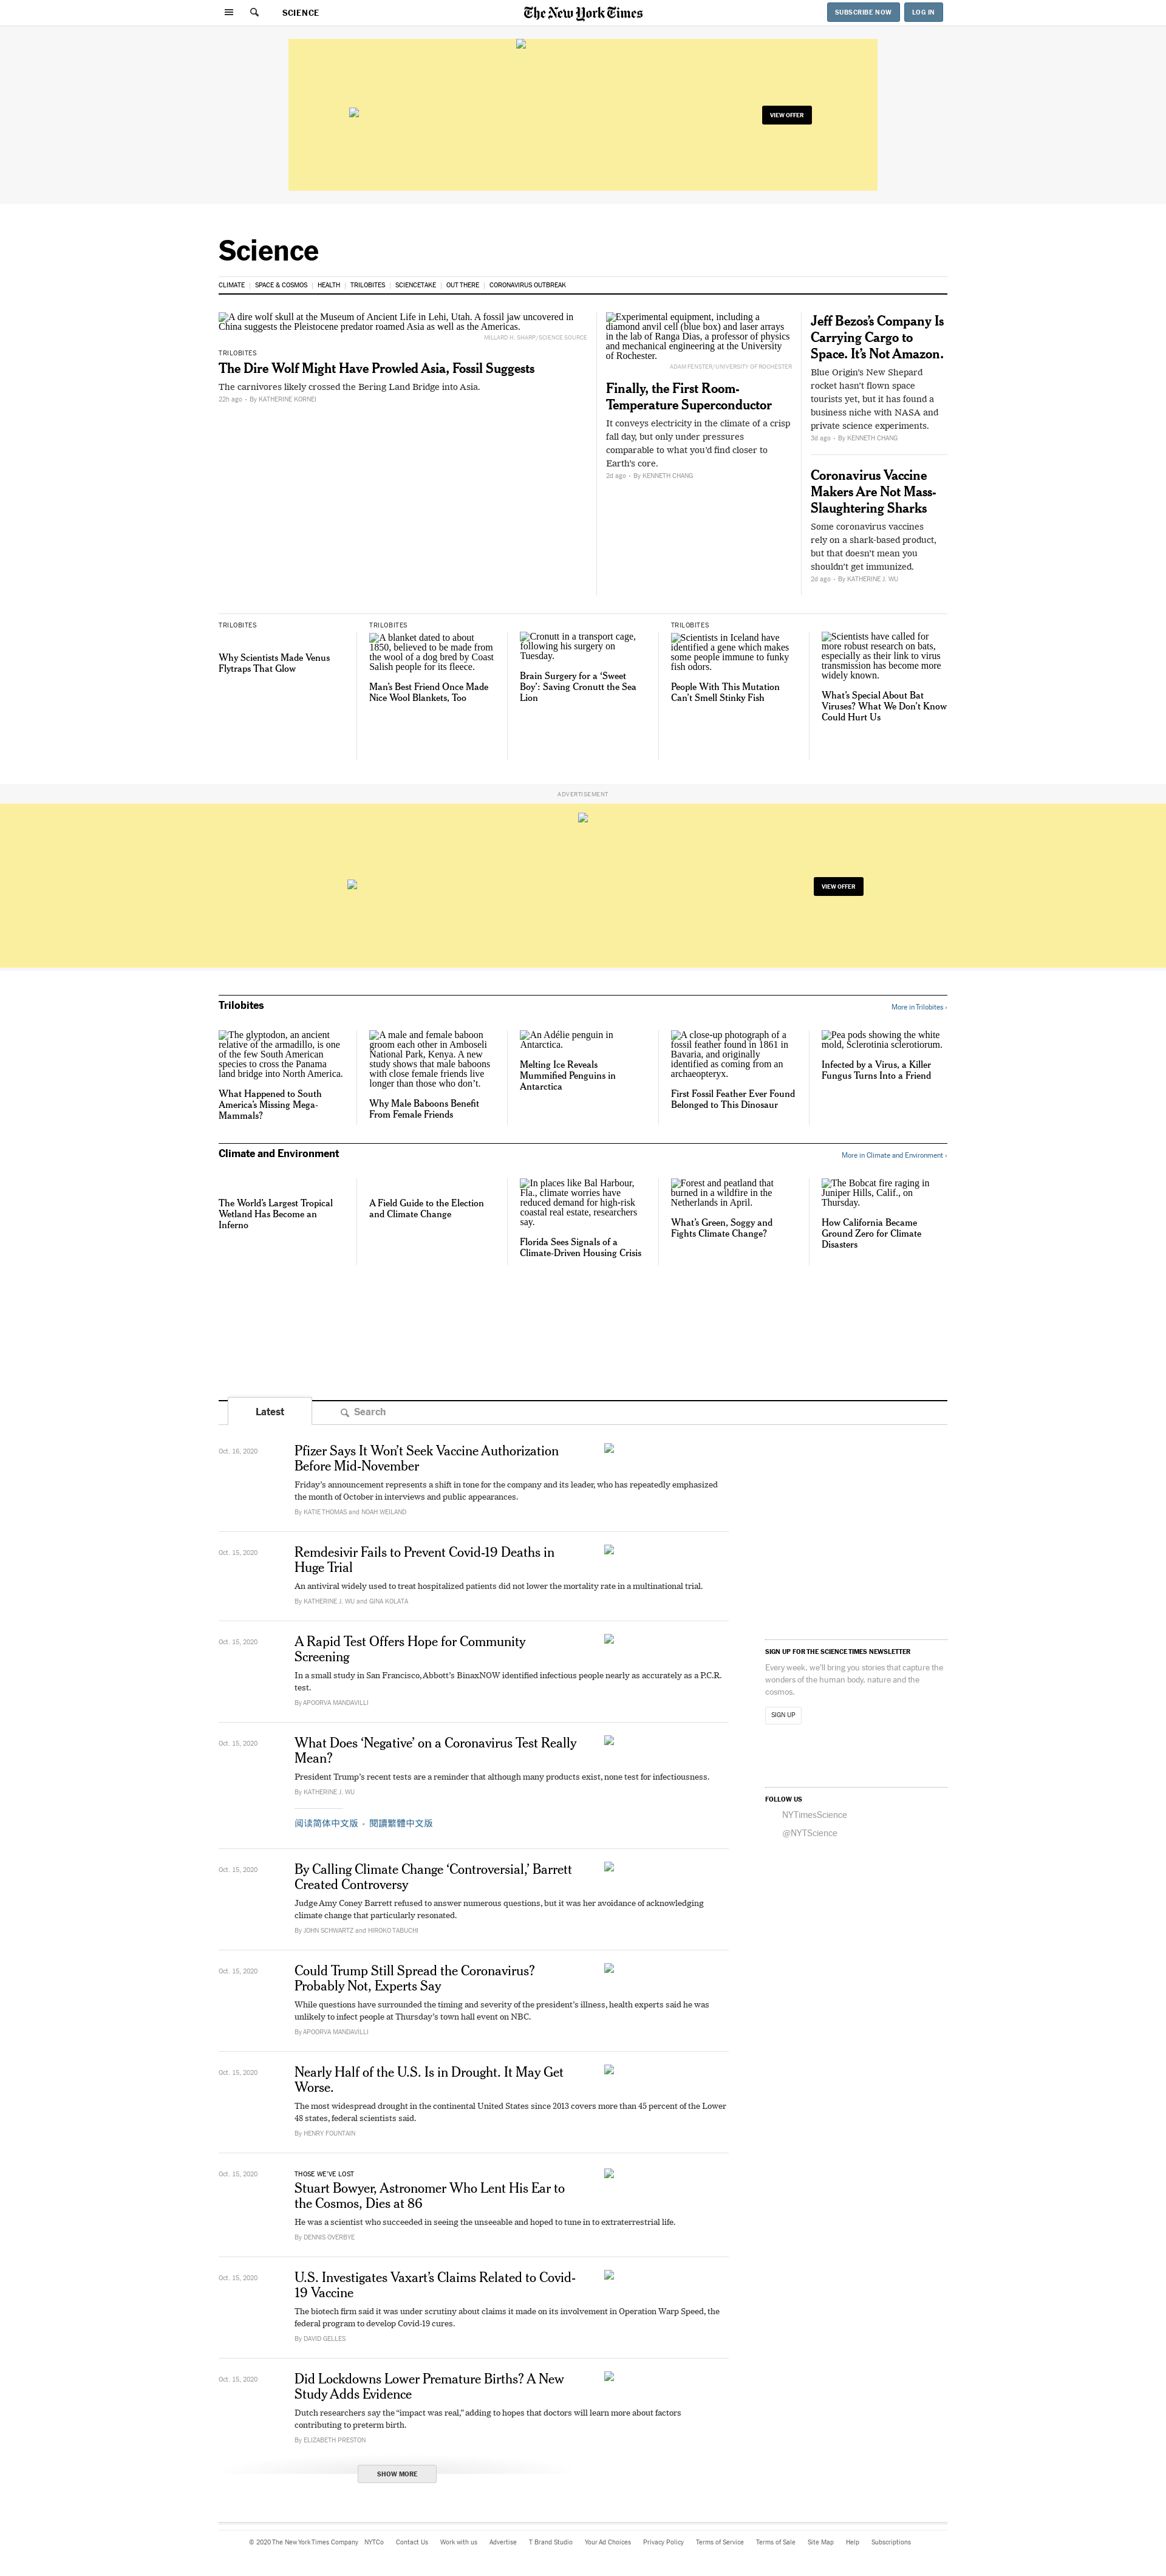 SCIENCE
The New York Times
SUBSCRIBE NOW
LOG IN
VIEW OFFER
Science
CLIMATE
SPACE & COSMOS
HEALTH
TRILOBITES
SCIENCETAKE
OUT THERE
CORONAVIRUS OUTBREAK
A dire wolf skull at the Museum of Ancient Life in Lehi, Utah. A fossil jaw uncovered in
China suggests the Pleistocene predator roamed Asia as well as the Americas.
MILLARD H. SHARP/SCIENCE SOURCE
TRILOBITES
The Dire Wolf Might Have Prowled Asia, Fossil Suggests
The carnivores likely crossed the Bering Land Bridge into Asia.
22h ago • By KATHERINE KORNEI
Experimental equipment, including a
diamond anvil cell (blue box) and laser arrays
in the lab of Ranga Dias, a professor of physics
and mechanical engineering at the University
of Rochester.
ADAM FENSTER/UNIVERSITY OF ROCHESTER
Finally, the First Room-
Temperature Superconductor
It conveys electricity in the climate of a crisp
fall day, but only under pressures
comparable to what you’d find closer to
Earth’s core.
2d ago • By KENNETH CHANG
Jeff Bezos’s Company Is
Carrying Cargo to
Space. It’s Not Amazon.
Blue Origin’s New Shepard
rocket hasn’t flown space
tourists yet, but it has found a
business niche with NASA and
private science experiments.
3d ago • By KENNETH CHANG
Coronavirus Vaccine
Makers Are Not Mass-
Slaughtering Sharks
Some coronavirus vaccines
rely on a shark-based product,
but that doesn’t mean you
shouldn’t get immunized.
2d ago • By KATHERINE J. WU
TRILOBITES
Why Scientists Made Venus
Flytraps That Glow
TRILOBITES
A blanket dated to about
1850, believed to be made from
the wool of a dog bred by Coast
Salish people for its fleece.
Man’s Best Friend Once Made
Nice Wool Blankets, Too
Cronutt in a transport cage,
following his surgery on
Tuesday.
Brain Surgery for a ‘Sweet
Boy’: Saving Cronutt the Sea
Lion
TRILOBITES
Scientists in Iceland have
identified a gene which makes
some people immune to funky
fish odors.
People With This Mutation
Can’t Smell Stinky Fish
Scientists have called for
more robust research on bats,
especially as their link to virus
transmission has become more
widely known.
What’s Special About Bat
Viruses? What We Don’t Know
Could Hurt Us
ADVERTISEMENT
VIEW OFFER
Trilobites
More in Trilobites ›
The glyptodon, an ancient
relative of the armadillo, is one
of the few South American
species to cross the Panama
land bridge into North America.
What Happened to South
America’s Missing Mega-
Mammals?
A male and female baboon
groom each other in Amboseli
National Park, Kenya. A new
study shows that male baboons
with close female friends live
longer than those who don’t.
Why Male Baboons Benefit
From Female Friends
An Adélie penguin in
Antarctica.
Melting Ice Reveals
Mummified Penguins in
Antarctica
A close-up photograph of a
fossil feather found in 1861 in
Bavaria, and originally
identified as coming from an
archaeopteryx.
First Fossil Feather Ever Found
Belonged to This Dinosaur
Pea pods showing the white
mold, Sclerotinia sclerotiorum.
Infected by a Virus, a Killer
Fungus Turns Into a Friend
Climate and Environment
More in Climate and Environment ›
The World’s Largest Tropical
Wetland Has Become an
Inferno
A Field Guide to the Election
and Climate Change
In places like Bal Harbour,
Fla., climate worries have
reduced demand for high-risk
coastal real estate, researchers
say.
Florida Sees Signals of a
Climate-Driven Housing Crisis
Forest and peatland that
burned in a wildfire in the
Netherlands in April.
What’s Green, Soggy and
Fights Climate Change?
The Bobcat fire raging in
Juniper Hills, Calif., on
Thursday.
How California Became
Ground Zero for Climate
Disasters
Latest
Search
Oct. 16, 2020
Pfizer Says It Won’t Seek Vaccine Authorization
Before Mid-November
Friday’s announcement represents a shift in tone for the company and its leader, who has repeatedly emphasized
the month of October in interviews and public appearances.
By KATIE THOMAS and NOAH WEILAND
Oct. 15, 2020
Remdesivir Fails to Prevent Covid-19 Deaths in
Huge Trial
An antiviral widely used to treat hospitalized patients did not lower the mortality rate in a multinational trial.
By KATHERINE J. WU and GINA KOLATA
Oct. 15, 2020
A Rapid Test Offers Hope for Community
Screening
In a small study in San Francisco, Abbott’s BinaxNOW identified infectious people nearly as accurately as a P.C.R.
test.
By APOORVA MANDAVILLI
Oct. 15, 2020
What Does ‘Negative’ on a Coronavirus Test Really
Mean?
President Trump’s recent tests are a reminder that although many products exist, none test for infectiousness.
By KATHERINE J. WU
阅读简体中文版 • 閱讀繁體中文版
Oct. 15, 2020
By Calling Climate Change ‘Controversial,’ Barrett
Created Controversy
Judge Amy Coney Barrett refused to answer numerous questions, but it was her avoidance of acknowledging
climate change that particularly resonated.
By JOHN SCHWARTZ and HIROKO TABUCHI
Oct. 15, 2020
Could Trump Still Spread the Coronavirus?
Probably Not, Experts Say
While questions have surrounded the timing and severity of the president’s illness, health experts said he was
unlikely to infect people at Thursday’s town hall event on NBC.
By APOORVA MANDAVILLI
Oct. 15, 2020
Nearly Half of the U.S. Is in Drought. It May Get
Worse.
The most widespread drought in the continental United States since 2013 covers more than 45 percent of the Lower
48 states, federal scientists said.
By HENRY FOUNTAIN
Oct. 15, 2020
THOSE WE’VE LOST
Stuart Bowyer, Astronomer Who Lent His Ear to
the Cosmos, Dies at 86
He was a scientist who succeeded in seeing the unseeable and hoped to tune in to extraterrestrial life.
By DENNIS OVERBYE
Oct. 15, 2020
U.S. Investigates Vaxart’s Claims Related to Covid-
19 Vaccine
The biotech firm said it was under scrutiny about claims it made on its involvement in Operation Warp Speed, the
federal program to develop Covid-19 cures.
By DAVID GELLES
Oct. 15, 2020
Did Lockdowns Lower Premature Births? A New
Study Adds Evidence
Dutch researchers say the “impact was real,” adding to hopes that doctors will learn more about factors
contributing to preterm birth.
By ELIZABETH PRESTON
SHOW MORE
SIGN UP FOR THE SCIENCE TIMES NEWSLETTER
Every week, we’ll bring you stories that capture the
wonders of the human body, nature and the
cosmos.
SIGN UP
FOLLOW US
NYTimesScience
@NYTScience
© 2020 The New York Times Company
NYTCo
Contact Us
Work with us
Advertise
T Brand Studio
Your Ad Choices
Privacy Policy
Terms of Service
Terms of Sale
Site Map
Help
Subscriptions